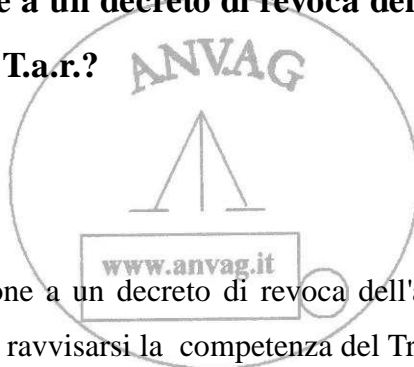 e a un decreto di revoca del
T.a.r.?
ANVAG
www.anvag.it
one a un decreto di revoca dell'a
ravvisarsi la competenza del Tr